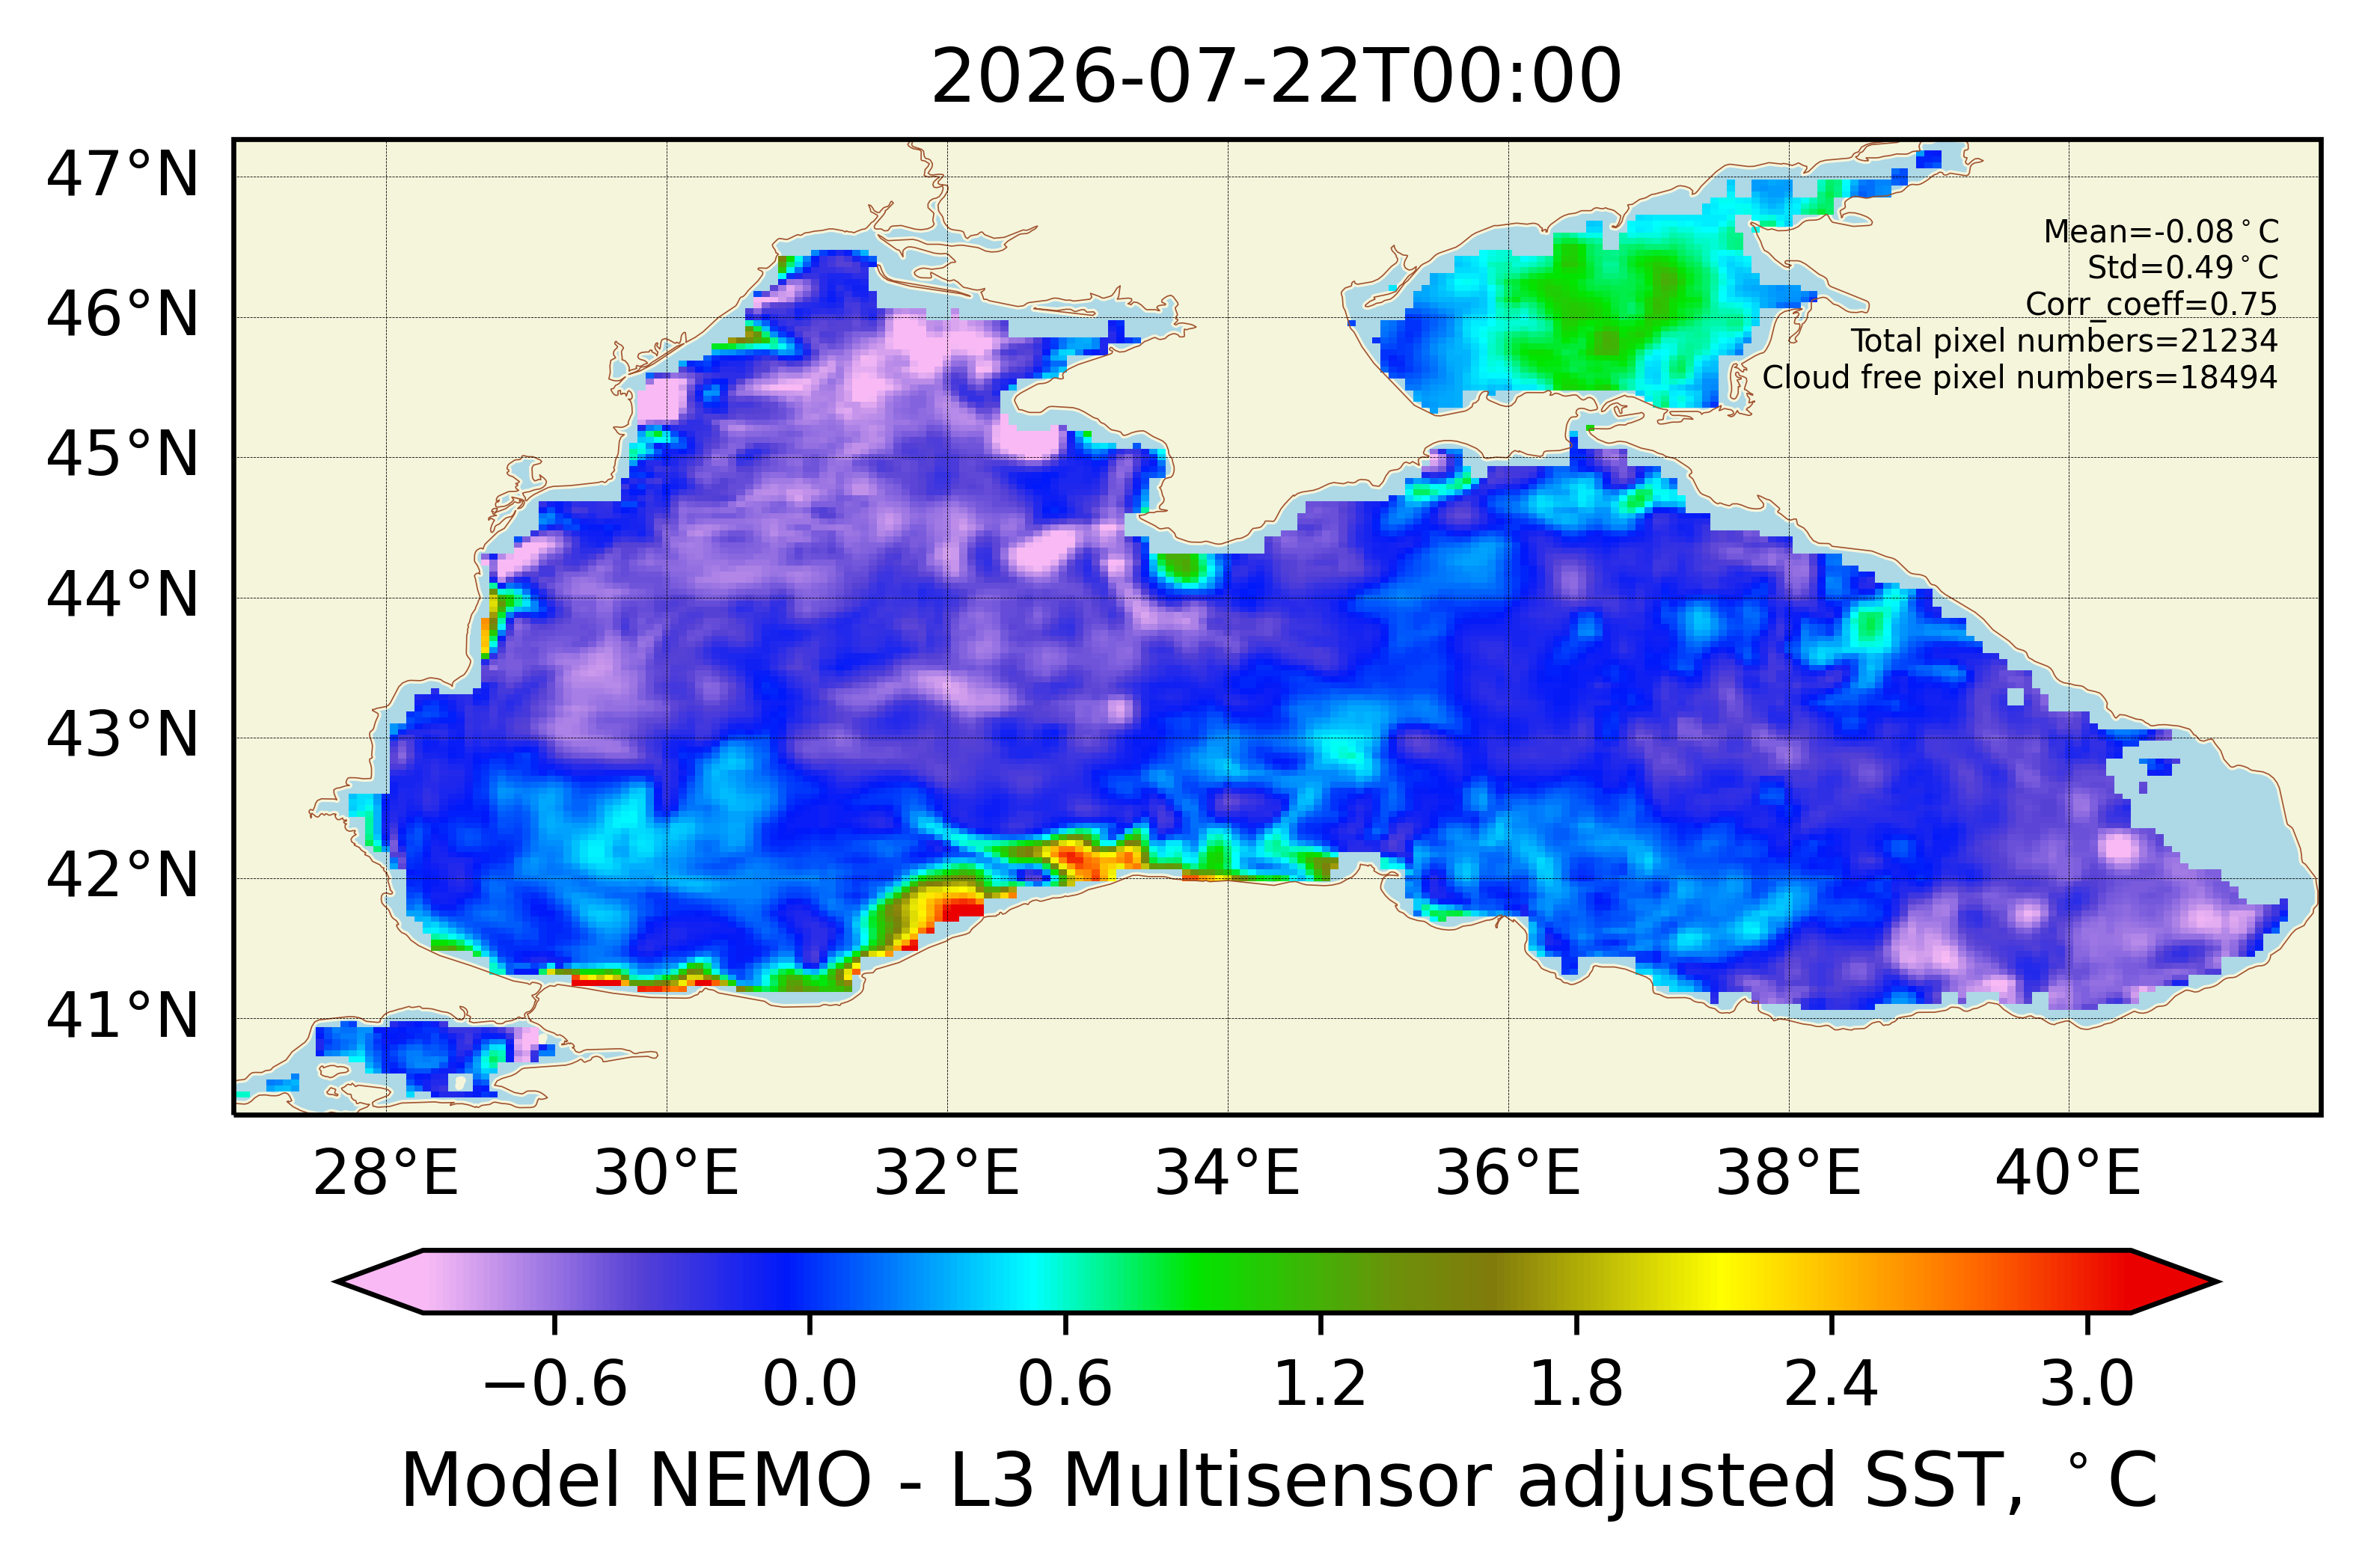 2026-07-22T00:00
47°N
46°N
45°N
44°N
43°N
42°N
41°N
Mean=-0.08°C
Std=0.49°C
Corr_coeff=0.75
Total pixel numbers=21234
Cloud free pixel numbers=18494
28°E 30°E 32°E 34°E 36°E 38°E 40°E
−0.6 0.0 0.6 1.2 1.8 2.4 3.0
Model NEMO - L3 Multisensor adjusted SST, °C